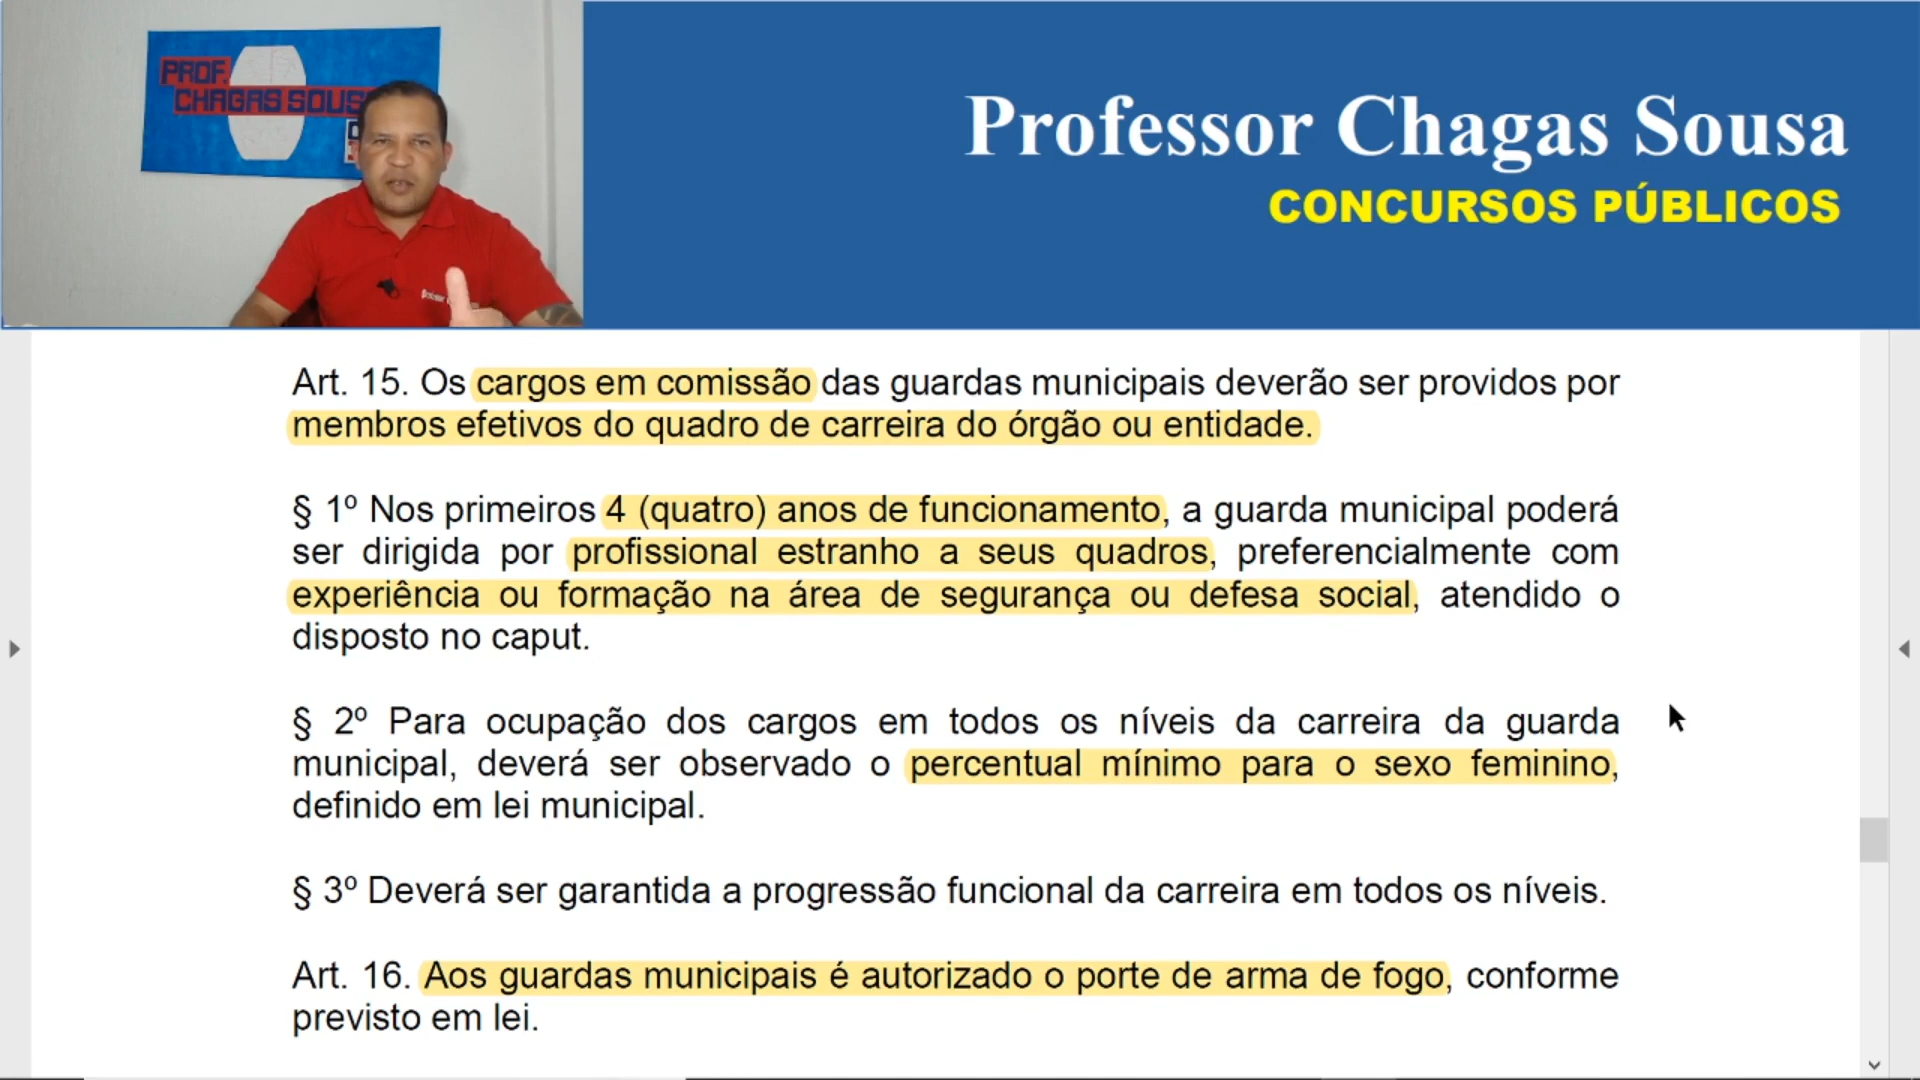 PROF.
CHAGAS SOUS
Professor Chagas Sousa
CONCURSOS PÚBLICOS
Art. 15. Os cargos em comissão das guardas municipais deverão ser providos por
membros efetivos do quadro de carreira do órgão ou entidade.
§ 1º Nos primeiros 4 (quatro) anos de funcionamento, a guarda municipal poderá
ser dirigida por profissional estranho a seus quadros, preferencialmente com
experiência ou formação na área de segurança ou defesa social, atendido o
disposto no caput.
§ 2º Para ocupação dos cargos em todos os níveis da carreira da guarda
municipal, deverá ser observado o percentual mínimo para o sexo feminino,
definido em lei municipal.
§ 3º Deverá ser garantida a progressão funcional da carreira em todos os níveis.
Art. 16. Aos guardas municipais é autorizado o porte de arma de fogo, conforme
previsto em lei.